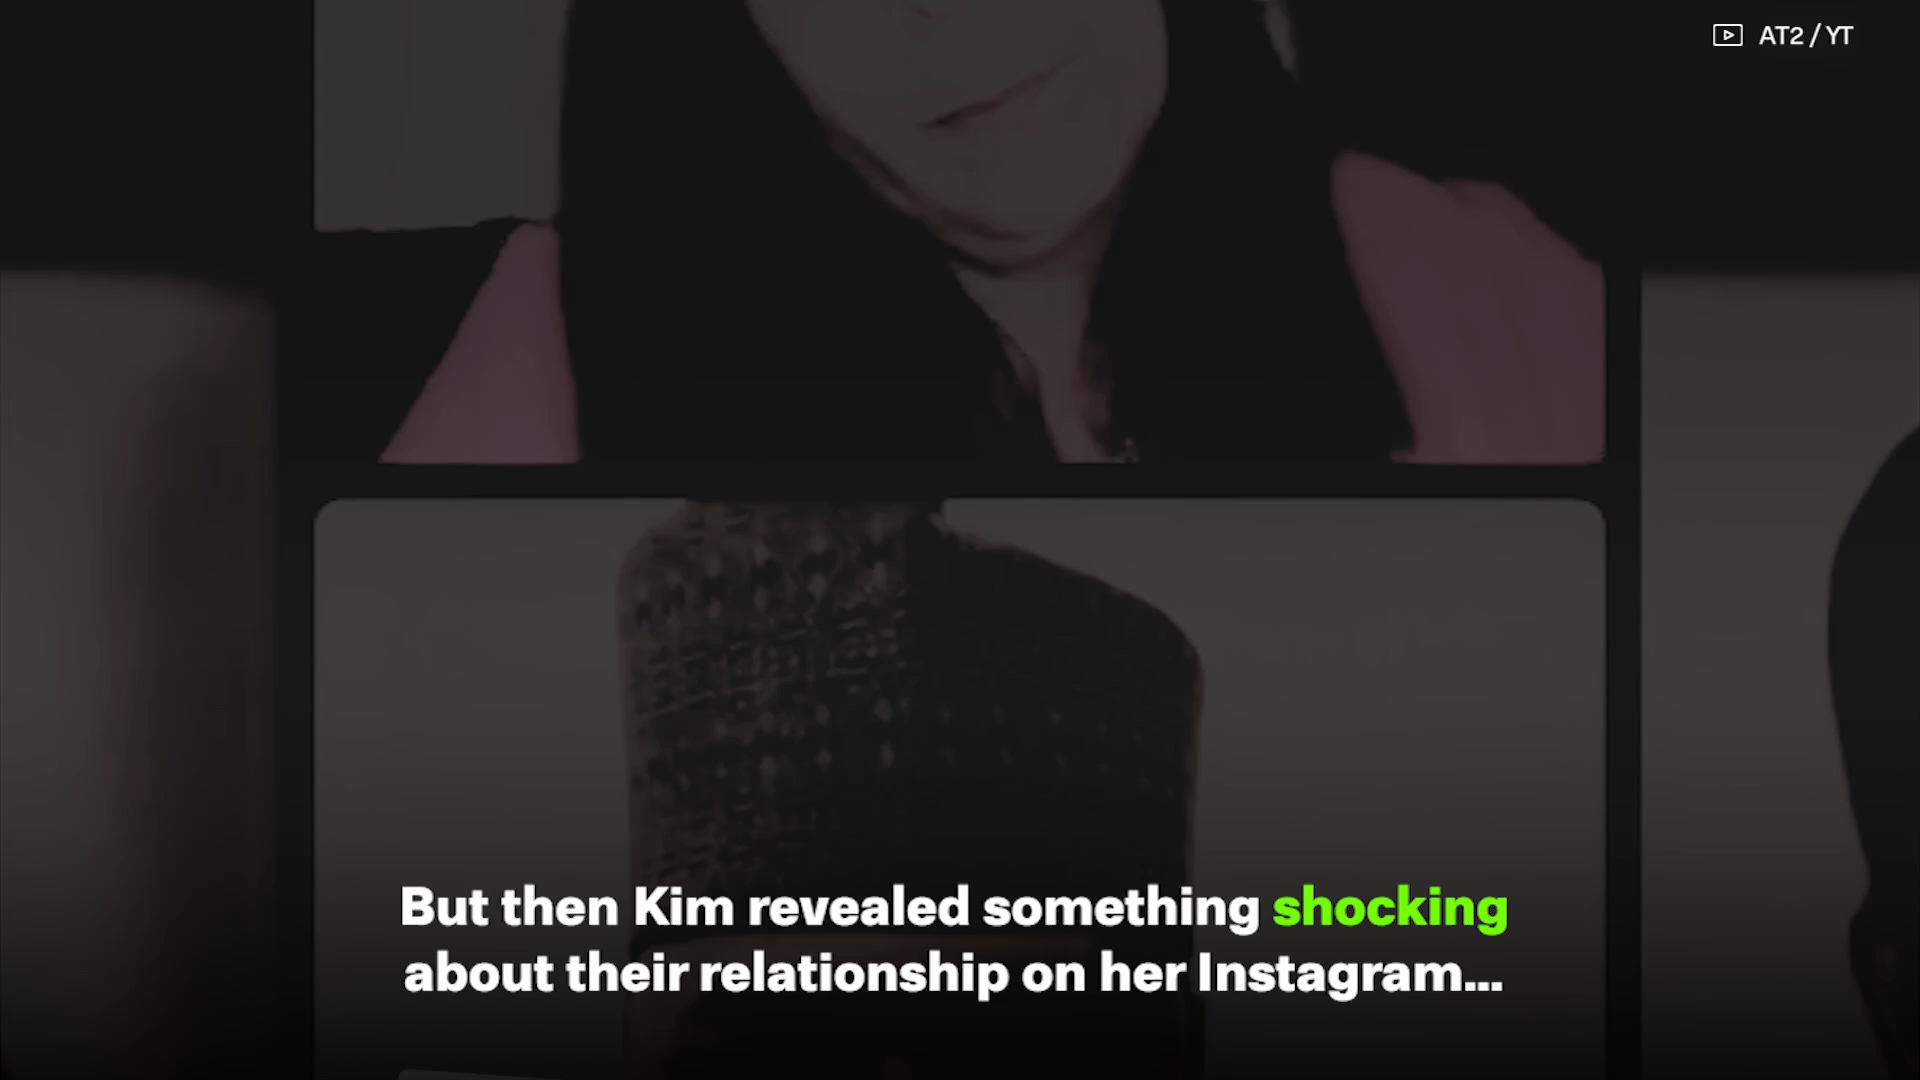 AT2 / YT
But then Kim revealed something shocking
about their relationship on her Instagram...